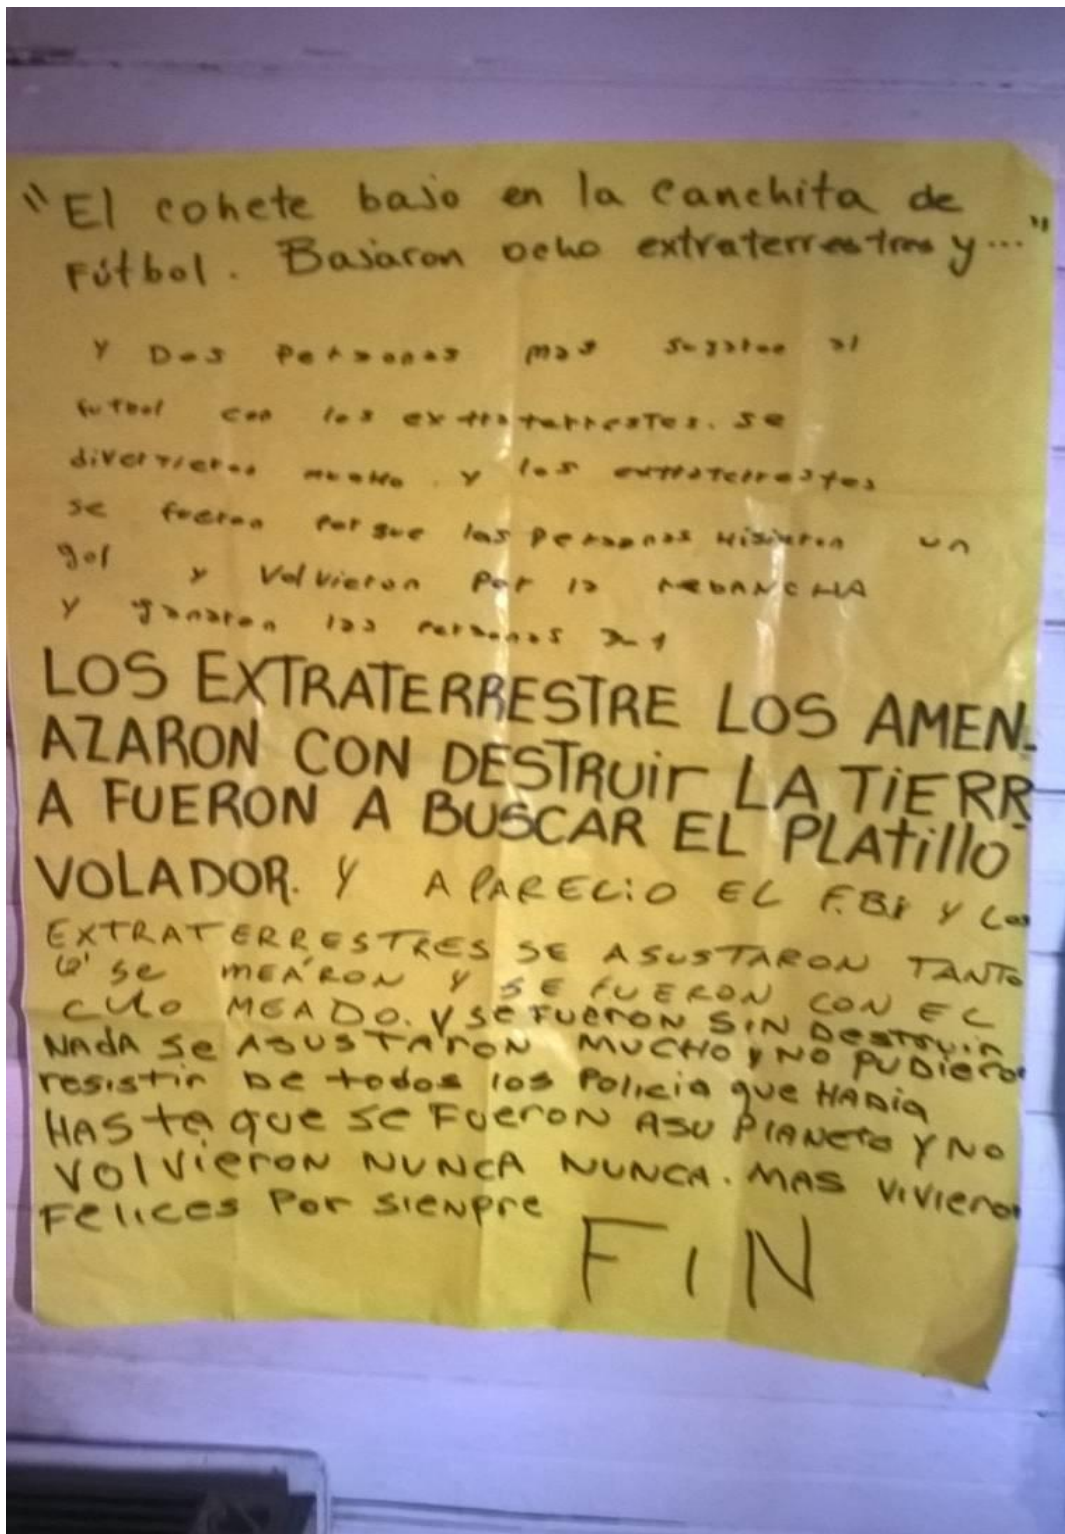 "El cohete bajo en la canchita de
Fútbol. Bajaron ocho extraterrestres y..."
Y Dos Personas mas Jugaron al
futbol con los extraterrestes. se
divertieron mucho. y los extraterrestes
se fueron Por que las personas Hisieron un
gol y Volvieron Por la REBANCHA
y ganaron las personas 2-1
LOS EXTRATERRESTRE LOS AMEN-
AZARON CON DESTRUir LA TiERR
A FUERON A BUSCAR EL PLATillO
VOLADOR. Y APARECiO EL F.B.I Y LOS
EXTRATERRESTRES SE ASUSTARON TANTO
Q' SE MEARON Y SE FUERON CON EL
CULO MEADO. Y SE FUERON SIN DESTRUIR
NADA SE ASUSTARON MUCHO y NO PUDIERON
resistir DE todos los Policia que HABIA
HASTA que SE FUERON ASU PlANETA Y NO
VOlViERON NUNCA NUNCA. MAS ViViERON
FElICES Por SIENPRE
FIN